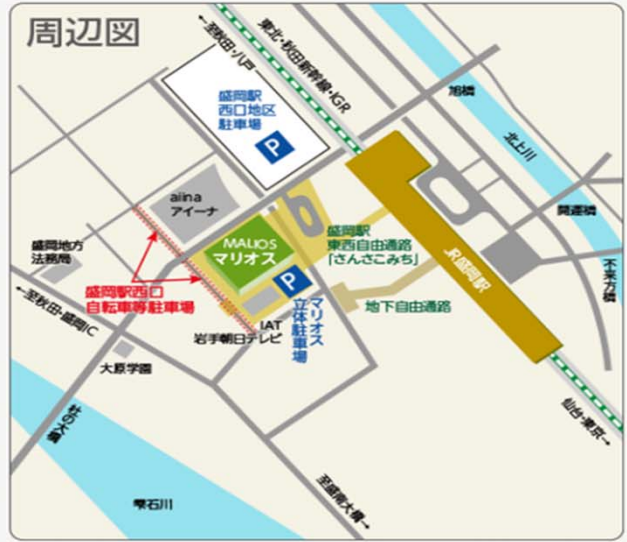 周辺図
←至秋田・八戸
東北・秋田新幹線・IGR
盛岡駅
西口地区
駐車場
P
旭橋
北上川
開運橋
不来方橋
aiina
アイーナ
MALIOS
マリオス
盛岡駅
東西自由通路
「さんさこみち」
JR盛岡駅
盛岡地方
法務局
盛岡駅西口
自転車等駐車場
P
マリオス
立体駐車場
地下自由通路
←至秋田・盛岡IC
IAT
岩手朝日テレビ
大原学園
杜の大橋
仙台・東京→
至盛南大橋→
雫石川